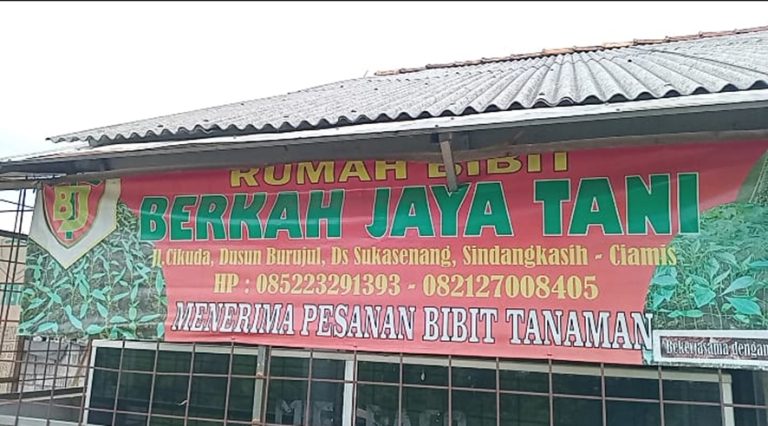 RUMAH BIBIT
BJT
BERKAH JAYA TANI
Jl.Cikuda, Dusun Burujul, Ds Sukasenang, Sindangkasih - Ciamis
HP : 085223291393 - 082127008405
MENERIMA PESANAN BIBIT TANAMAN
Bekerjasama dengan